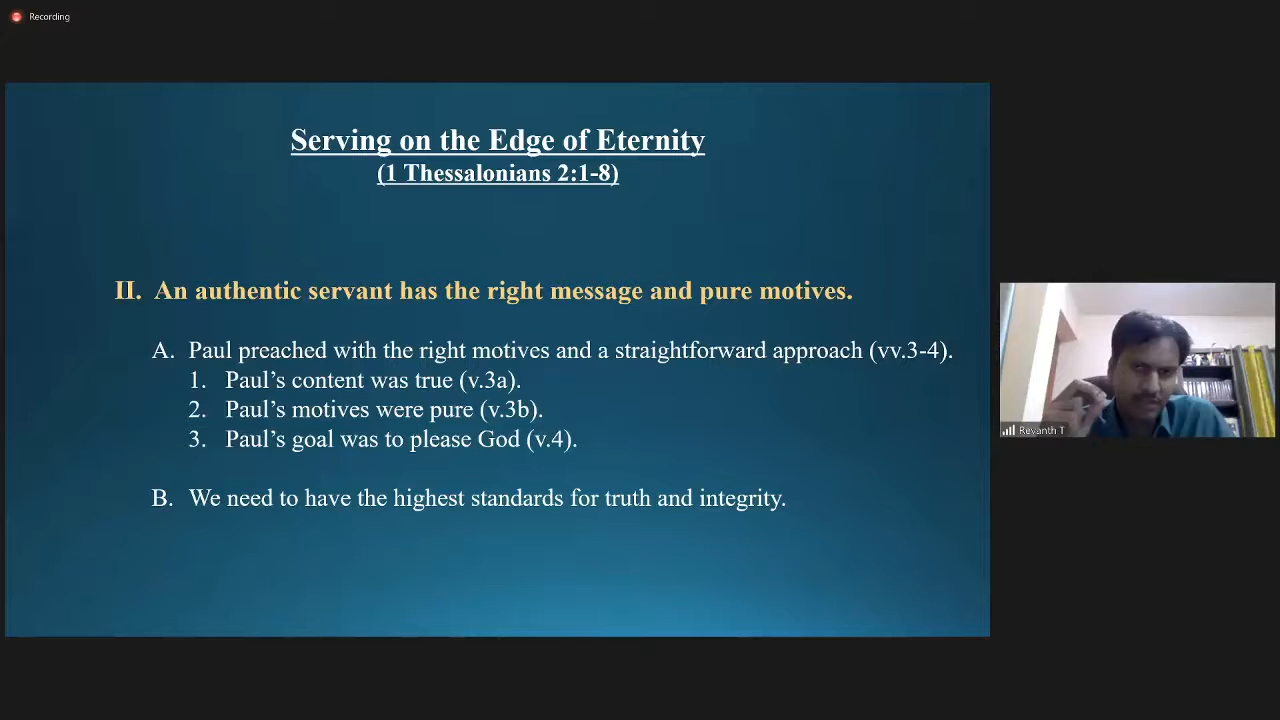 Recording
Serving on the Edge of Eternity
(1 Thessalonians 2:1-8)
II. An authentic servant has the right message and pure motives.
A. Paul preached with the right motives and a straightforward approach (vv.3-4).
1. Paul’s content was true (v.3a).
2. Paul’s motives were pure (v.3b).
3. Paul’s goal was to please God (v.4).
B. We need to have the highest standards for truth and integrity.
Revanth T